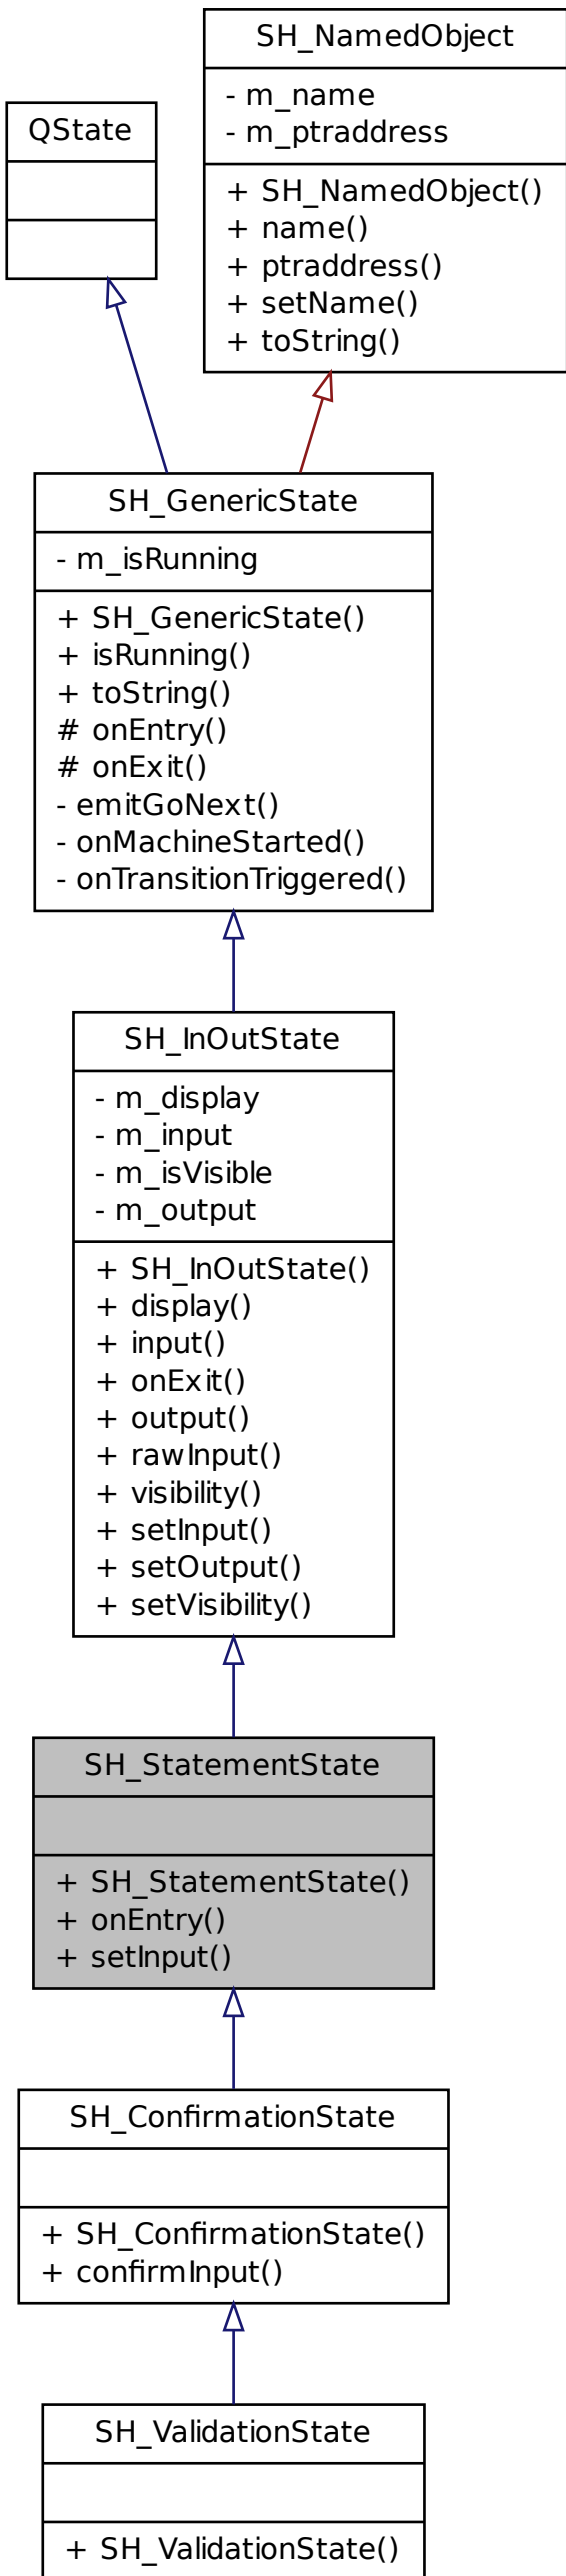 SH_NamedObject
- m_name
- m_ptraddress
+ SH_NamedObject()
+ name()
+ ptraddress()
+ setName()
+ toString()
QState
SH_GenericState
- m_isRunning
+ SH_GenericState()
+ isRunning()
+ toString()
# onEntry()
# onExit()
- emitGoNext()
- onMachineStarted()
- onTransitionTriggered()
SH_InOutState
- m_display
- m_input
- m_isVisible
- m_output
+ SH_InOutState()
+ display()
+ input()
+ onExit()
+ output()
+ rawInput()
+ visibility()
+ setInput()
+ setOutput()
+ setVisibility()
SH_StatementState
+ SH_StatementState()
+ onEntry()
+ setInput()
SH_ConfirmationState
+ SH_ConfirmationState()
+ confirmInput()
SH_ValidationState
+ SH_ValidationState()